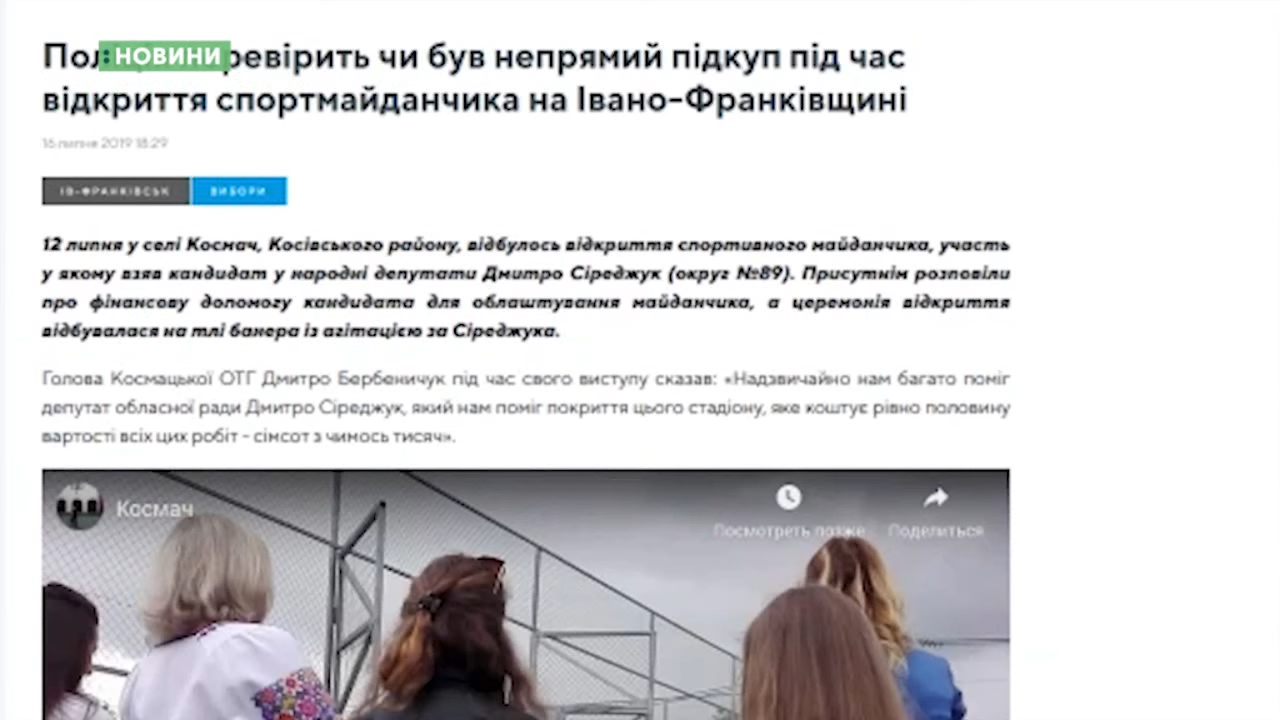 Пол
НОВИНИ
ревірить чи був непрямий підкуп під час
відкриття спортмайданчика на Івано-Франківщині
16 липня 2019 18:29
ІВ-ФРАНКІВСЬК
ВИБОРИ
12 липня у селі Космач, Косівського району, відбулось відкриття спортивного майданчика, участь
у якому взяв кандидат у народні депутати Дмитро Сіреджук (округ №89). Присутнім розповіли
про фінансову допомогу кандидата для облаштування майданчика, а церемонія відкриття
відбувалася на тлі банера із агітацією за Сіреджука.
Голова Космацької ОТГ Дмитро Бербеничук під час свого виступу сказав: «Надзвичайно нам багато поміг
депутат обласної ради Дмитро Сіреджук, який нам поміг покриття цього стадіону, яке коштує рівно половину
вартості всіх цих робіт - сімсот з чимось тисяч».
Космач
Посмотреть позже
Поделиться